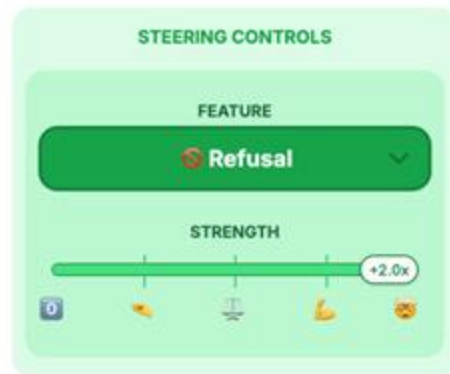 STEERING CONTROLS
FEATURE
Refusal
STRENGTH
+2.0x
0